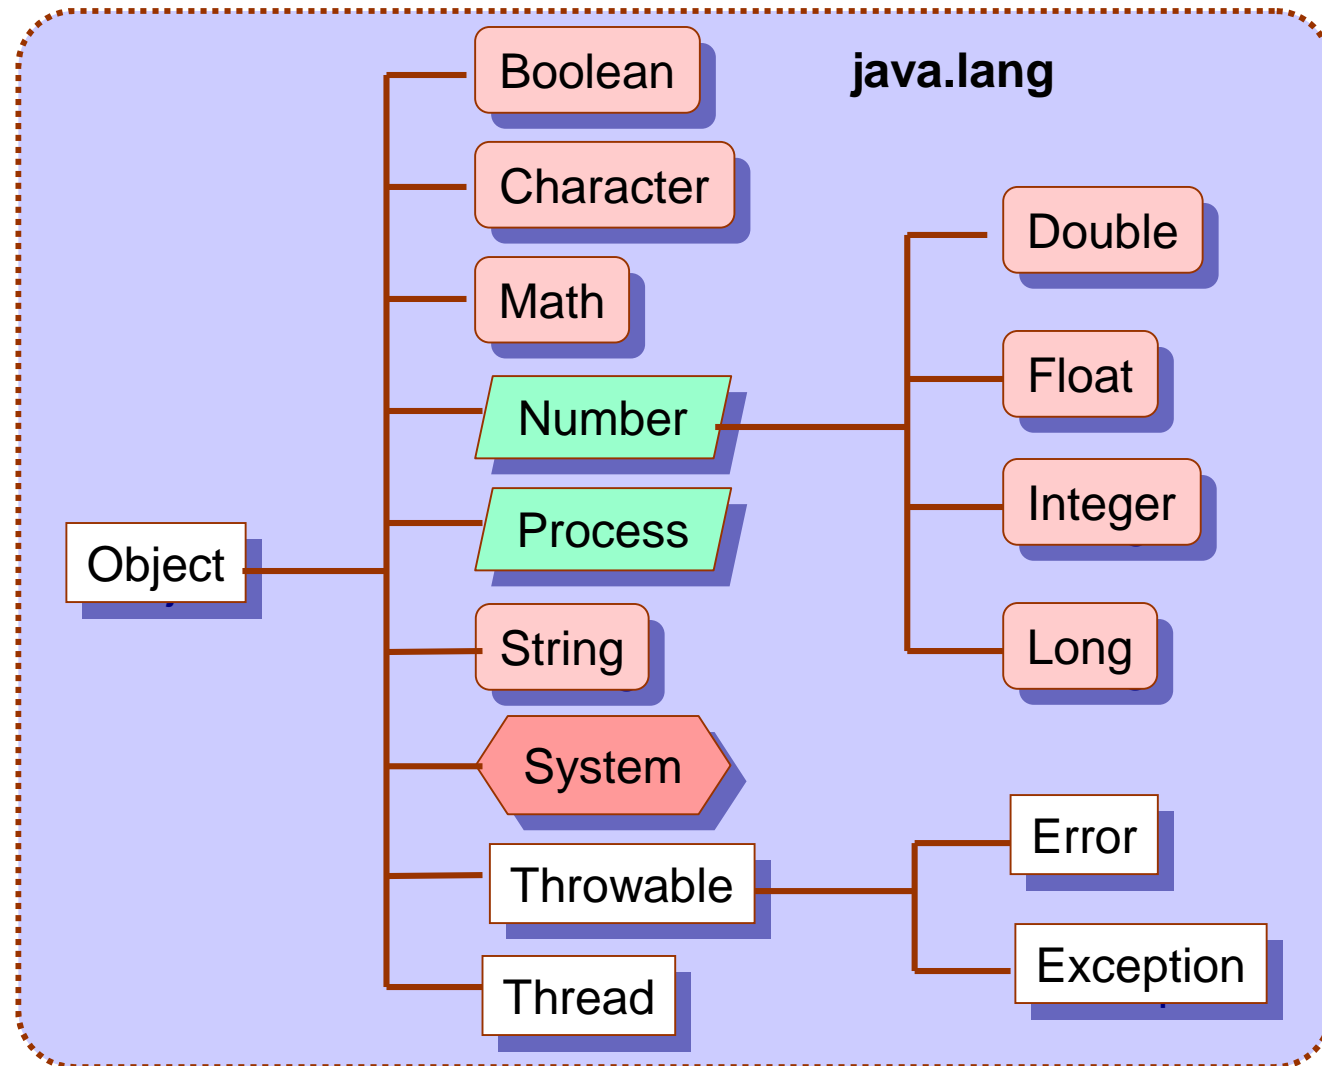 java.lang
Boolean
Character
Math
Number
Process
Object
String
System
Throwable
Thread
Double
Float
Integer
Long
Error
Exception